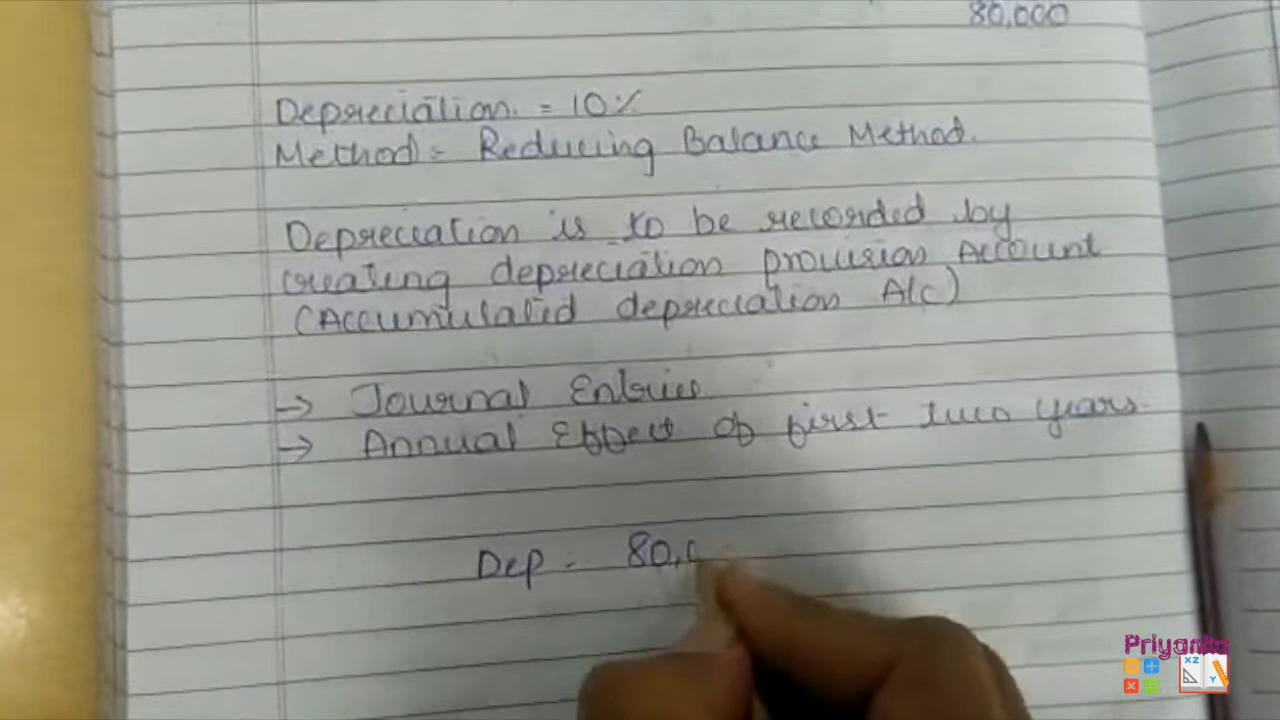 80,000
Depreciation = 10%
Method = Reducing Balance Method.
Depreciation is to be recorded by
creating depreciation provision Account
(Accumulated depreciation A/c)
→ Journal Entries
→ Annual Effect of first two years.
Dep. 80,0
Priyanka
XZ
Y